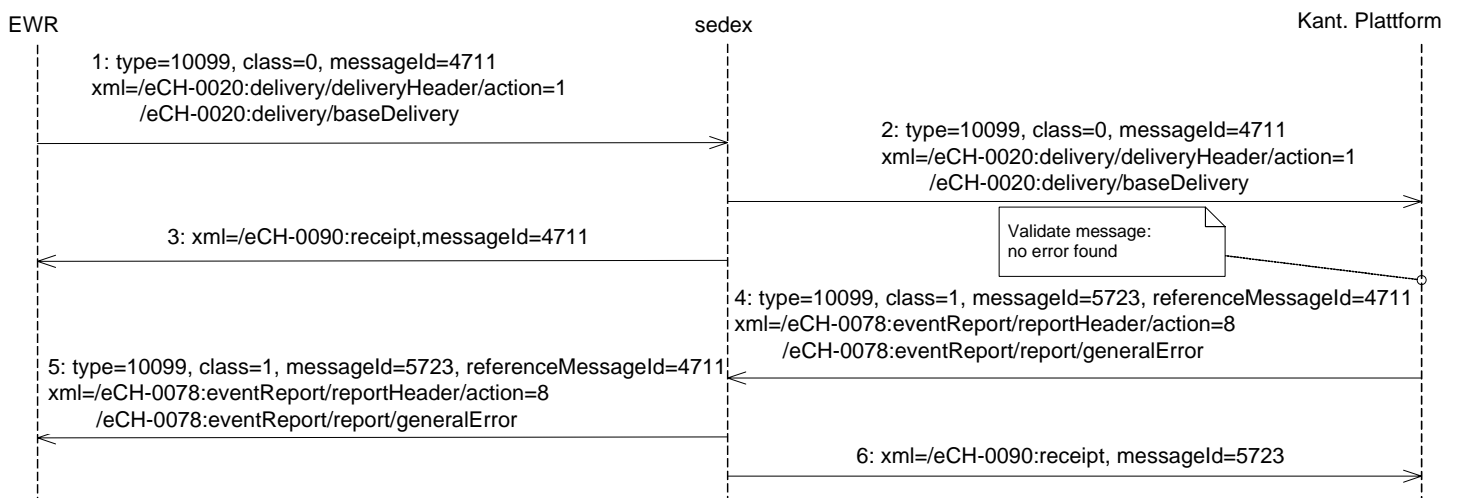 EWR
sedex
Kant. Plattform
1: type=10099, class=0, messageId=4711
xml=/eCH-0020:delivery/deliveryHeader/action=1
/eCH-0020:delivery/baseDelivery
2: type=10099, class=0, messageId=4711
xml=/eCH-0020:delivery/deliveryHeader/action=1
/eCH-0020:delivery/baseDelivery
3: xml=/eCH-0090:receipt,messageId=4711
Validate message:
no error found
4: type=10099, class=1, messageId=5723, referenceMessageId=4711
xml=/eCH-0078:eventReport/reportHeader/action=8
/eCH-0078:eventReport/report/generalError
5: type=10099, class=1, messageId=5723, referenceMessageId=4711
xml=/eCH-0078:eventReport/reportHeader/action=8
/eCH-0078:eventReport/report/generalError
6: xml=/eCH-0090:receipt, messageId=5723